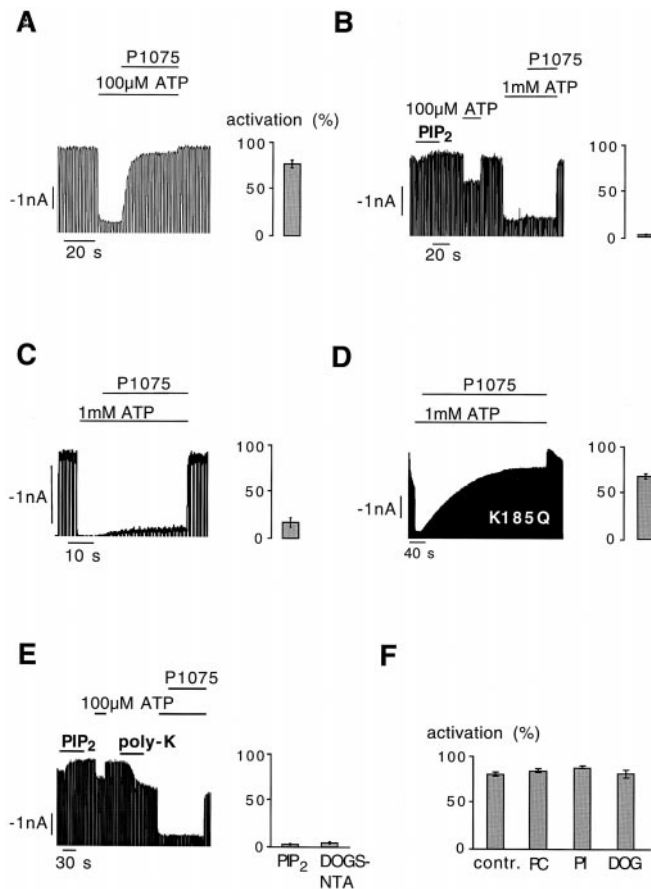 A
P1075
100µM ATP
activation (%)
100
50
0
-1nA
20 s
B
P1075
1mM ATP
100µM ATP
PIP2
100
50
0
-1nA
20 s
C
P1075
1mM ATP
100
50
0
-1nA
10 s
D
P1075
1mM ATP
100
50
0
-1nA
K185Q
40 s
E
P1075
100µM ATP
PIP2
poly-K
100
50
0
-1nA
30 s
PIP2
DOGS-
NTA
F
activation (%)
100
50
0
contr.
PC
PI
DOG